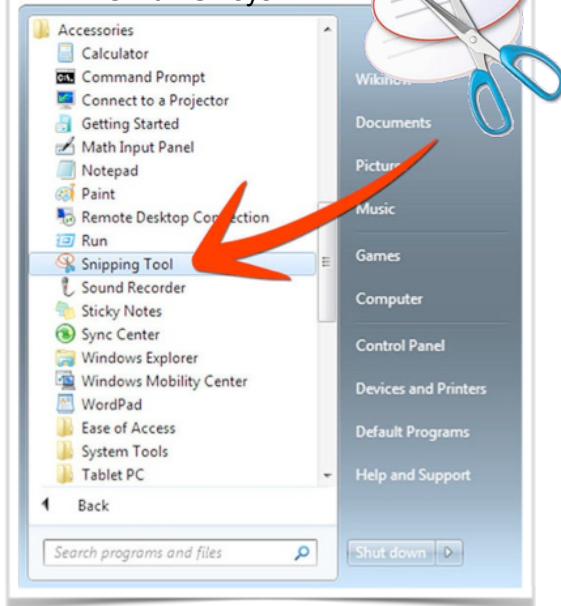 Accessories
Calculator
Command Prompt
Connect to a Projector
Getting Started
Math Input Panel
Notepad
Paint
Remote Desktop Connection
Run
Snipping Tool
Sound Recorder
Sticky Notes
Sync Center
Windows Explorer
Windows Mobility Center
WordPad
Ease of Access
System Tools
Tablet PC
Back
Search programs and files
Documents
Music
Games
Computer
Control Panel
Devices and Printers
Default Programs
Help and Support
Shut down